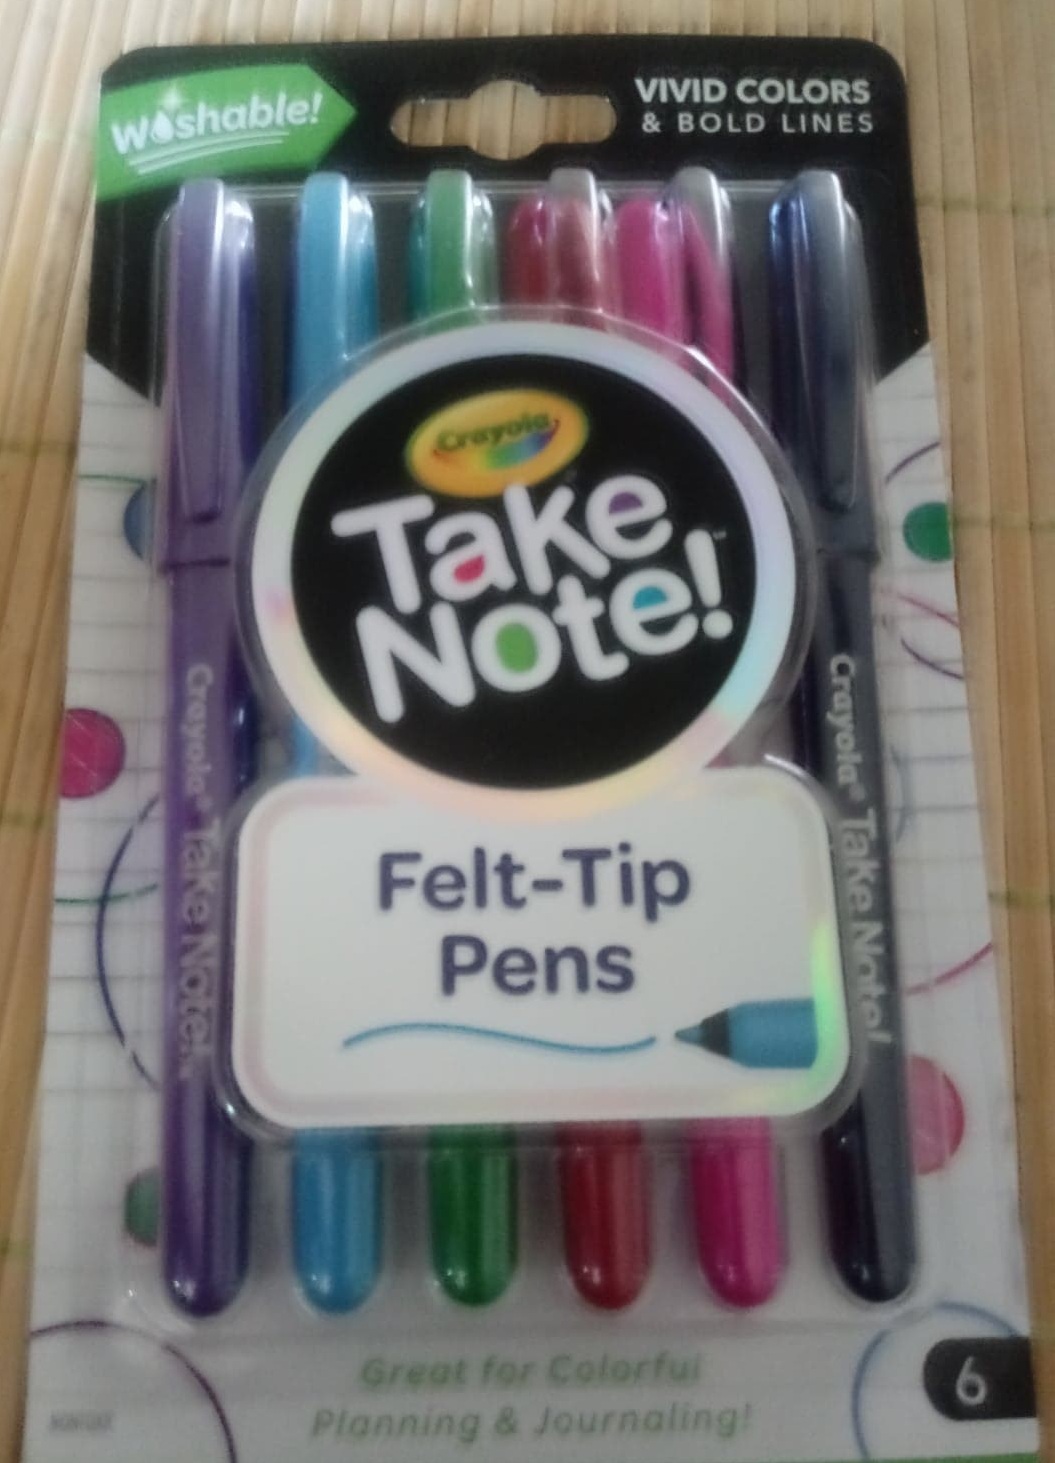 Washable!
VIVID COLORS
& BOLD LINES
Crayola
Take
Note!™
Felt-Tip
Pens
Crayola® Take Note!
Crayola® Take Note!
Great for Colorful
Planning & Journaling!
6